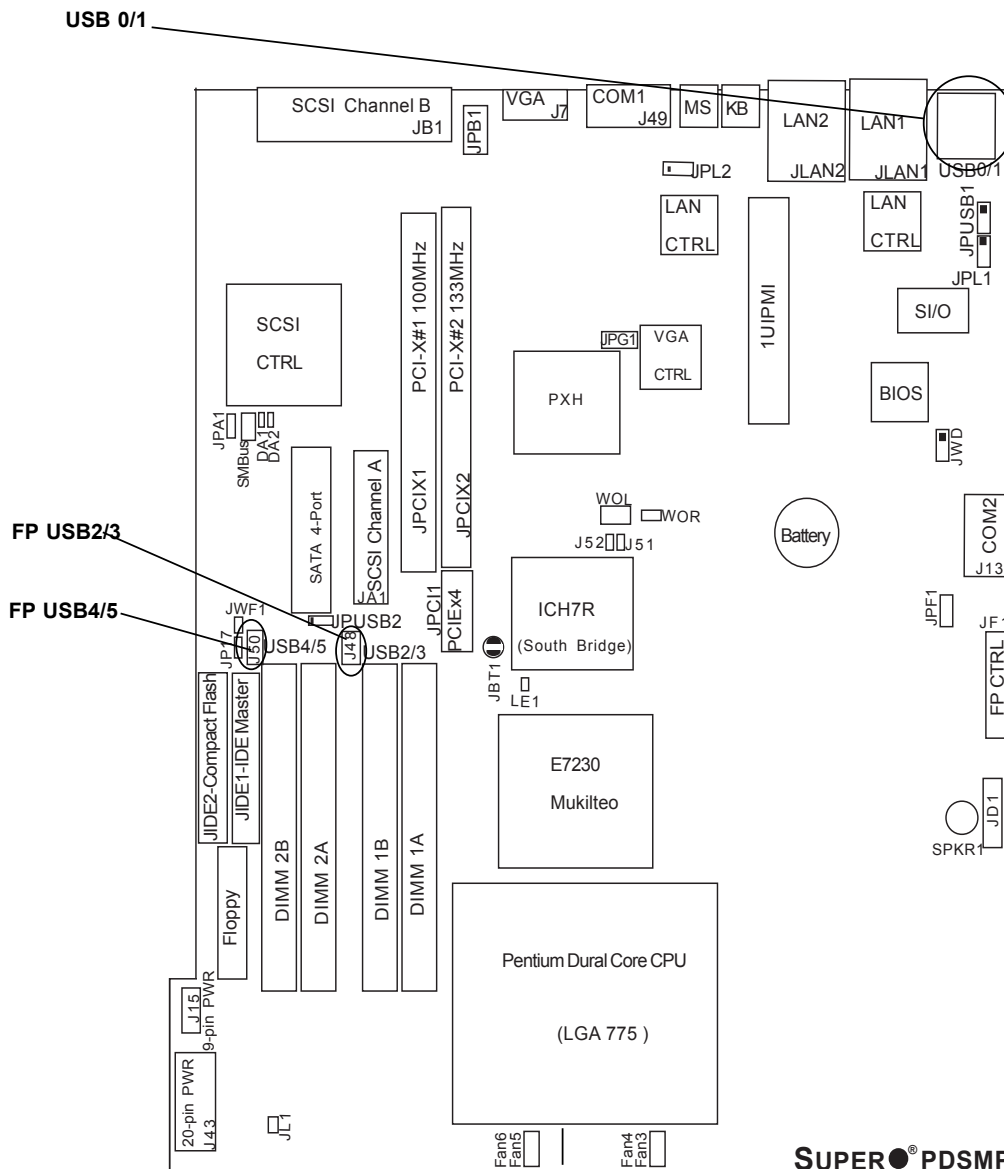 USB 0/1
SCSI Channel B
JB1
JPB1
VGA
J7
COM1
J49
MS
KB
LAN2
JLAN2
LAN1
JLAN1
USB0/1
JPL2
LAN
CTRL
LAN
CTRL
JPUSB1
JPL1
SI/O
SCSI
CTRL
PCI-X#1 100MHz
JPCIX1
PCI-X#2 133MHz
JPCIX2
1UIPMI
JPG1
VGA
CTRL
PXH
BIOS
JWD
JPA1
SMBus
DA1
DA2
SATA 4-Port
SCSI Channel A
JA1
WOL
WOR
J52
J51
Battery
COM2
J13
FP USB2/3
FP USB4/5
JWF1
JP17
J50
USB4/5
JPUSB2
J48
USB2/3
JPCI1
PCIEx4
ICH7R
(South Bridge)
JBT1
LE1
JPF1
JF1
FP CTRL
JIDE2-Compact Flash
JIDE1-IDE Master
E7230
Mukilteo
JD1
SPKR1
Floppy
DIMM 2B
DIMM 2A
DIMM 1B
DIMM 1A
Pentium Dural Core CPU
(LGA 775 )
J15
9-pin PWR
20-pin PWR
J43
JL1
Fan6
Fan5
Fan4
Fan3
SUPER●® PDSMP